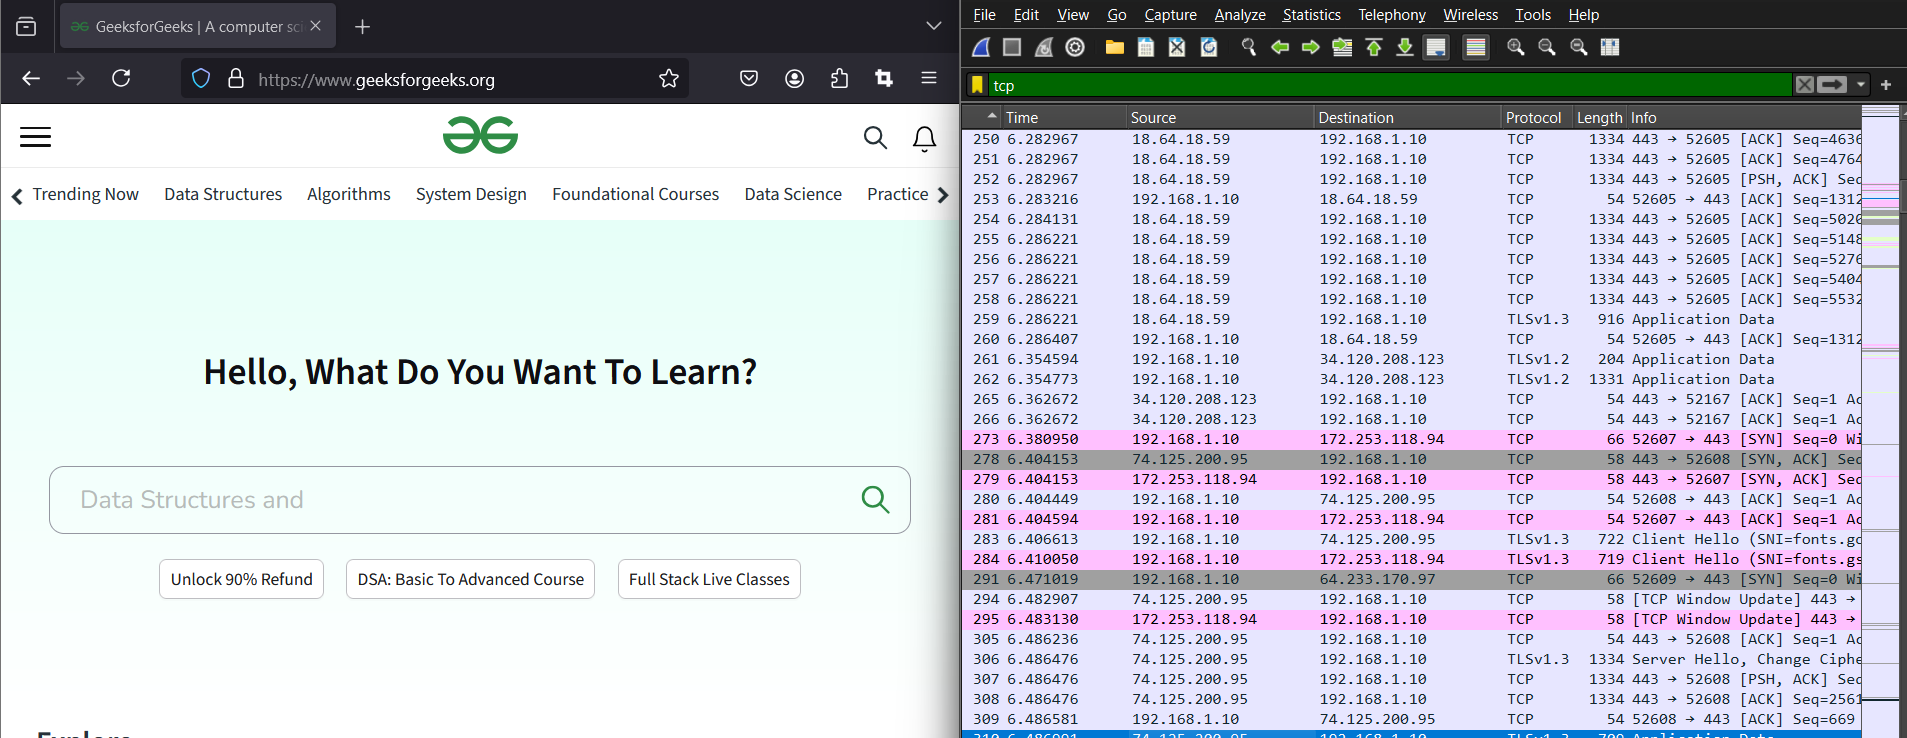 GeeksforGeeks | A computer sci
https://www.geeksforgeeks.org
Trending Now Data Structures Algorithms System Design Foundational Courses Data Science Practice
Hello, What Do You Want To Learn?
Data Structures and
Unlock 90% Refund DSA: Basic To Advanced Course Full Stack Live Classes
File Edit View Go Capture Analyze Statistics Telephony Wireless Tools Help
tcp
Time Source Destination Protocol Length Info
250 6.282967 18.64.18.59 192.168.1.10 TCP 1334 443 → 52605 [ACK] Seq=4636
251 6.282967 18.64.18.59 192.168.1.10 TCP 1334 443 → 52605 [ACK] Seq=4764
252 6.282967 18.64.18.59 192.168.1.10 TCP 1334 443 → 52605 [PSH, ACK] Sec
253 6.283216 192.168.1.10 18.64.18.59 TCP 54 52605 → 443 [ACK] Seq=1312
254 6.284131 18.64.18.59 192.168.1.10 TCP 1334 443 → 52605 [ACK] Seq=5020
255 6.286221 18.64.18.59 192.168.1.10 TCP 1334 443 → 52605 [ACK] Seq=5148
256 6.286221 18.64.18.59 192.168.1.10 TCP 1334 443 → 52605 [ACK] Seq=5276
257 6.286221 18.64.18.59 192.168.1.10 TCP 1334 443 → 52605 [ACK] Seq=5404
258 6.286221 18.64.18.59 192.168.1.10 TCP 1334 443 → 52605 [ACK] Seq=5532
259 6.286221 18.64.18.59 192.168.1.10 TLSv1.3 916 Application Data
260 6.286407 192.168.1.10 18.64.18.59 TCP 54 52605 → 443 [ACK] Seq=1312
261 6.354594 192.168.1.10 34.120.208.123 TLSv1.2 204 Application Data
262 6.354773 192.168.1.10 34.120.208.123 TLSv1.2 1331 Application Data
265 6.362672 34.120.208.123 192.168.1.10 TCP 54 443 → 52167 [ACK] Seq=1 Ac
266 6.362672 34.120.208.123 192.168.1.10 TCP 54 443 → 52167 [ACK] Seq=1 Ac
273 6.380950 192.168.1.10 172.253.118.94 TCP 66 52607 → 443 [SYN] Seq=0 Wi
278 6.404153 74.125.200.95 192.168.1.10 TCP 58 443 → 52608 [SYN, ACK] Sec
279 6.404153 172.253.118.94 192.168.1.10 TCP 58 443 → 52607 [SYN, ACK] Sec
280 6.404449 192.168.1.10 74.125.200.95 TCP 54 52608 → 443 [ACK] Seq=1 Ac
281 6.404594 192.168.1.10 172.253.118.94 TCP 54 52607 → 443 [ACK] Seq=1 Ac
283 6.406613 192.168.1.10 74.125.200.95 TLSv1.3 722 Client Hello (SNI=fonts.gc
284 6.410050 192.168.1.10 172.253.118.94 TLSv1.3 719 Client Hello (SNI=fonts.gs
291 6.471019 192.168.1.10 64.233.170.97 TCP 66 52609 → 443 [SYN] Seq=0 Wi
294 6.482907 74.125.200.95 192.168.1.10 TCP 58 [TCP Window Update] 443 →
295 6.483130 172.253.118.94 192.168.1.10 TCP 58 [TCP Window Update] 443 →
305 6.486236 74.125.200.95 192.168.1.10 TCP 54 443 → 52608 [ACK] Seq=1 Ac
306 6.486476 74.125.200.95 192.168.1.10 TLSv1.3 1334 Server Hello, Change Ciphe
307 6.486476 74.125.200.95 192.168.1.10 TCP 1334 443 → 52608 [PSH, ACK] Sec
308 6.486476 74.125.200.95 192.168.1.10 TCP 1334 443 → 52608 [ACK] Seq=2561
309 6.486581 192.168.1.10 74.125.200.95 TCP 54 52608 → 443 [ACK] Seq=669